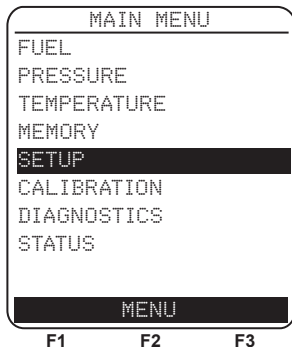 MAIN MENU
FUEL
PRESSURE
TEMPERATURE
MEMORY
SETUP
CALIBRATION
DIAGNOSTICS
STATUS
MENU
F1 F2 F3